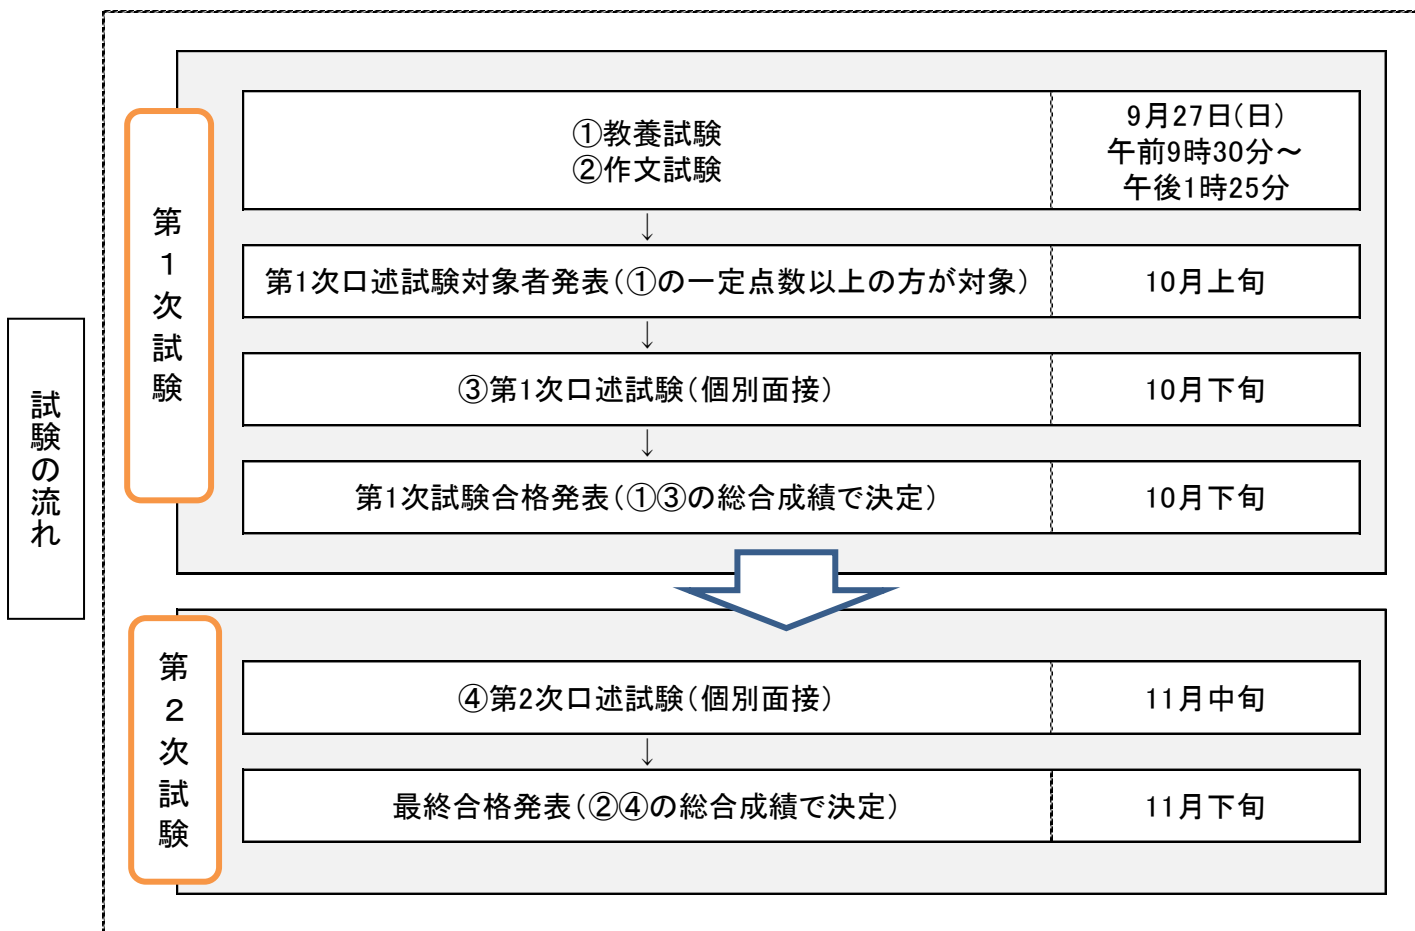 試験の流れ
第1次試験
①教養試験
②作文試験
9月27日(日)
午前9時30分～
午後1時25分
↓
第1次口述試験対象者発表(①の一定点数以上の方が対象)
10月上旬
↓
③第1次口述試験(個別面接)
10月下旬
↓
第1次試験合格発表(①③の総合成績で決定)
10月下旬
第2次試験
④第2次口述試験(個別面接)
11月中旬
↓
最終合格発表(②④の総合成績で決定)
11月下旬